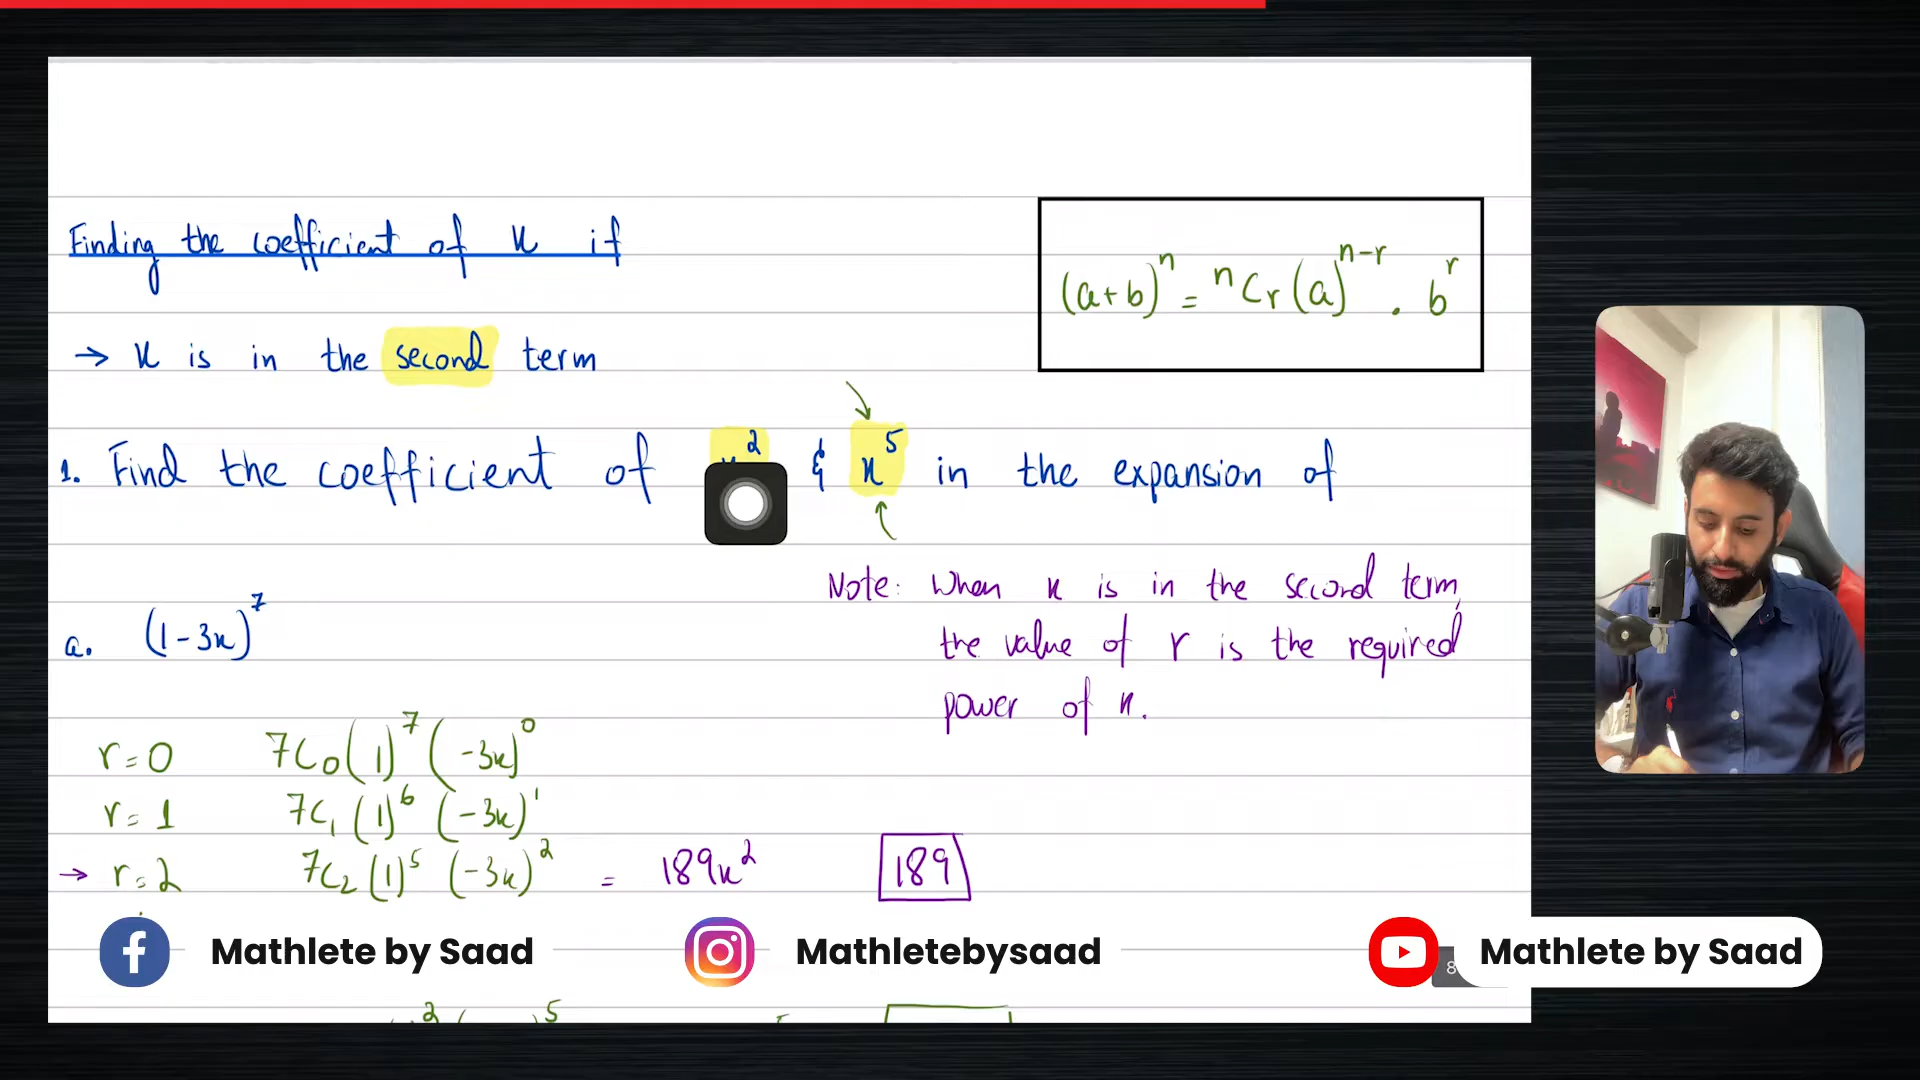 Finding the coefficient of x if
(a+b)^n = nCr (a)^n-r . b^r
→ x is in the second term
1. Find the coefficient of x^2 & x^5 in the expansion of
Note: When x is in the second term,
the value of r is the required
power of x.
a. (1-3x)^7
r=0 7C0 (1)^7 (-3x)^0
r=1 7C1 (1)^6 (-3x)^1
→ r=2 7C2 (1)^5 (-3x)^2 = 189x^2 189
Mathlete by Saad Mathletebysaad 8 Mathlete by Saad
2 5